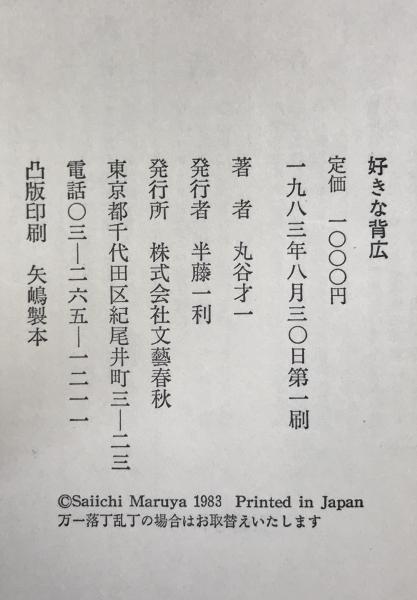 好きな背広
定価　一〇〇〇円
一九八三年八月三〇日第一刷
著　者　丸谷才一
発行者　半藤一利
発行所　株式会社文藝春秋
東京都千代田区紀尾井町三―二三
電話〇三―二六五―一二一一
凸版印刷　矢嶋製本
©Saiichi Maruya 1983 Printed in Japan
万一落丁乱丁の場合はお取替えいたします